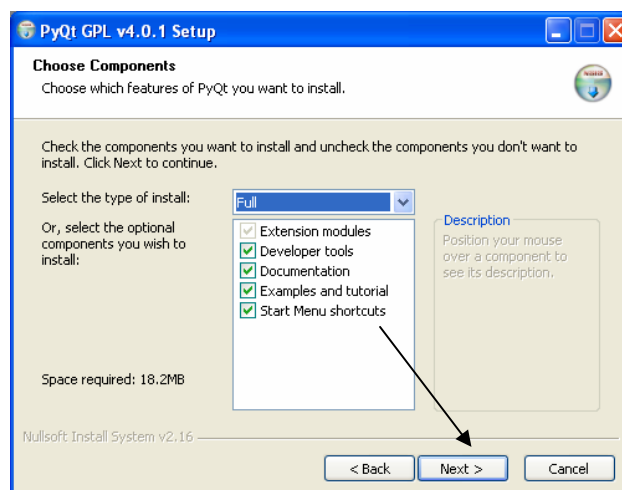 PyQt GPL v4.0.1 Setup
Choose Components
Choose which features of PyQt you want to install.
Check the components you want to install and uncheck the components you don't want to
install. Click Next to continue.
Select the type of install:
Full
Or, select the optional
components you wish to
install:
Extension modules
Developer tools
Documentation
Examples and tutorial
Start Menu shortcuts
Description
Position your mouse
over a component to
see its description.
Space required: 18.2MB
Nullsoft Install System v2.16
< Back
Next >
Cancel